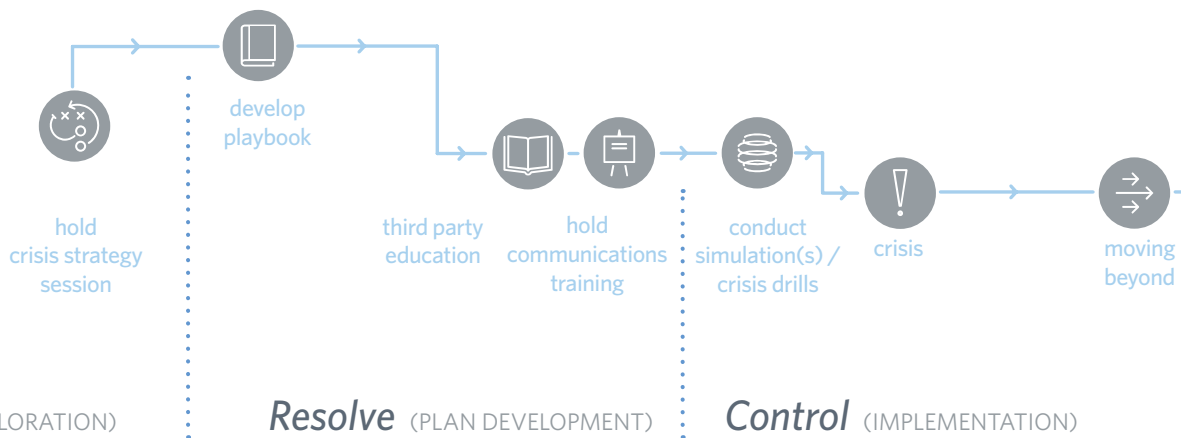 develop
playbook
hold
crisis strategy
session
third party
education
hold
communications
training
conduct
simulation(s) /
crisis drills
crisis
moving
beyond
LORATION)
Resolve (PLAN DEVELOPMENT)
Control (IMPLEMENTATION)